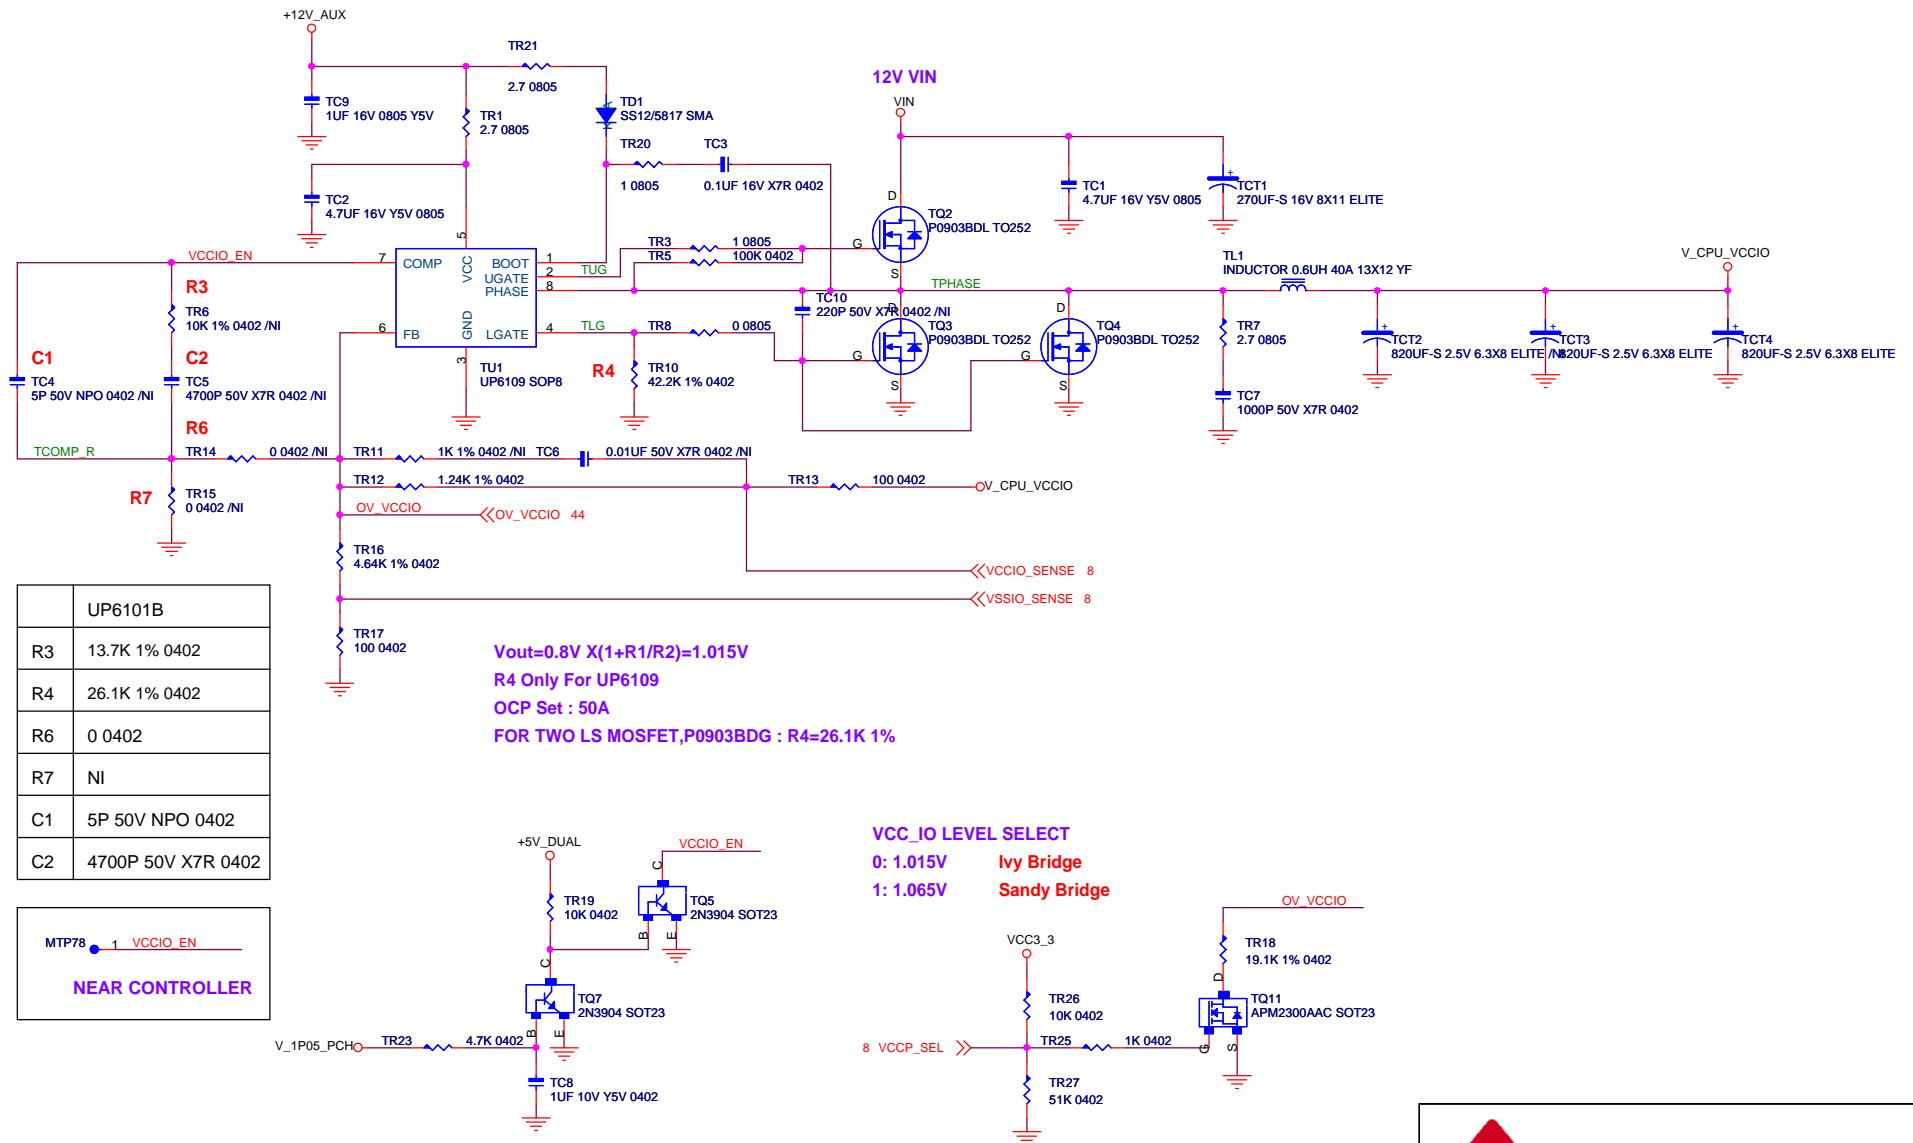 +12V_AUX
TR21
2.7 0805
TC9
1UF 16V 0805 Y5V
TR1
2.7 0805
TD1
SS12/5817 SMA
K A
TR20
1 0805
TC3
0.1UF 16V X7R 0402
TC2
4.7UF 16V Y5V 0805
12V VIN
VIN
TC1
4.7UF 16V Y5V 0805
TCT1
270UF-S 16V 8X11 ELITE
D
G
S
TQ2
P0903BDL TO252
VCCIO_EN
7
COMP
5
VCC
BOOT
1
UGATE
2
TUG
PHASE
8
6
FB
GND
3
LGATE
4
TLG
TU1
UP6109 SOP8
TR3
1 0805
TR5
100K 0402
TPHASE
TC10
220P 50V X7R 0402 /NI
TR8
0 0805
R4
TR10
42.2K 1% 0402
D
G
S
TQ3
P0903BDL TO252
D
G
S
TQ4
P0903BDL TO252
TL1
INDUCTOR 0.6UH 40A 13X12 YF
V_CPU_VCCIO
TR7
2.7 0805
TC7
1000P 50V X7R 0402
TCT2
820UF-S 2.5V 6.3X8 ELITE /NI
TCT3
820UF-S 2.5V 6.3X8 ELITE
TCT4
820UF-S 2.5V 6.3X8 ELITE
R3
TR6
10K 1% 0402 /NI
C1
TC4
5P 50V NPO 0402 /NI
C2
TC5
4700P 50V X7R 0402 /NI
R6
TCOMP_R
TR14
0 0402 /NI
R7
TR15
0 0402 /NI
TR11
1K 1% 0402 /NI
TC6
0.01UF 50V X7R 0402 /NI
TR12
1.24K 1% 0402
TR13
100 0402
V_CPU_VCCIO
OV_VCCIO
OV_VCCIO 44
TR16
4.64K 1% 0402
VCCIO_SENSE 8
VSSIO_SENSE 8
TR17
100 0402
UP6101B
R3 13.7K 1% 0402
R4 26.1K 1% 0402
R6 0 0402
R7 NI
C1 5P 50V NPO 0402
C2 4700P 50V X7R 0402
Vout=0.8V X(1+R1/R2)=1.015V
R4 Only For UP6109
OCP Set : 50A
FOR TWO LS MOSFET,P0903BDG : R4=26.1K 1%
MTP78
1
VCCIO_EN
NEAR CONTROLLER
+5V_DUAL
TR19
10K 0402
VCCIO_EN
C
B
E
TQ5
2N3904 SOT23
C
B
E
TQ7
2N3904 SOT23
V_1P05_PCH
TR23
4.7K 0402
TC8
1UF 10V Y5V 0402
VCC_IO LEVEL SELECT
0: 1.015V Ivy Bridge
1: 1.065V Sandy Bridge
VCC3_3
TR26
10K 0402
8 VCCP_SEL
TR25
1K 0402
TR27
51K 0402
OV_VCCIO
TR18
19.1K 1% 0402
D
G
S
TQ11
APM2300AAC SOT23